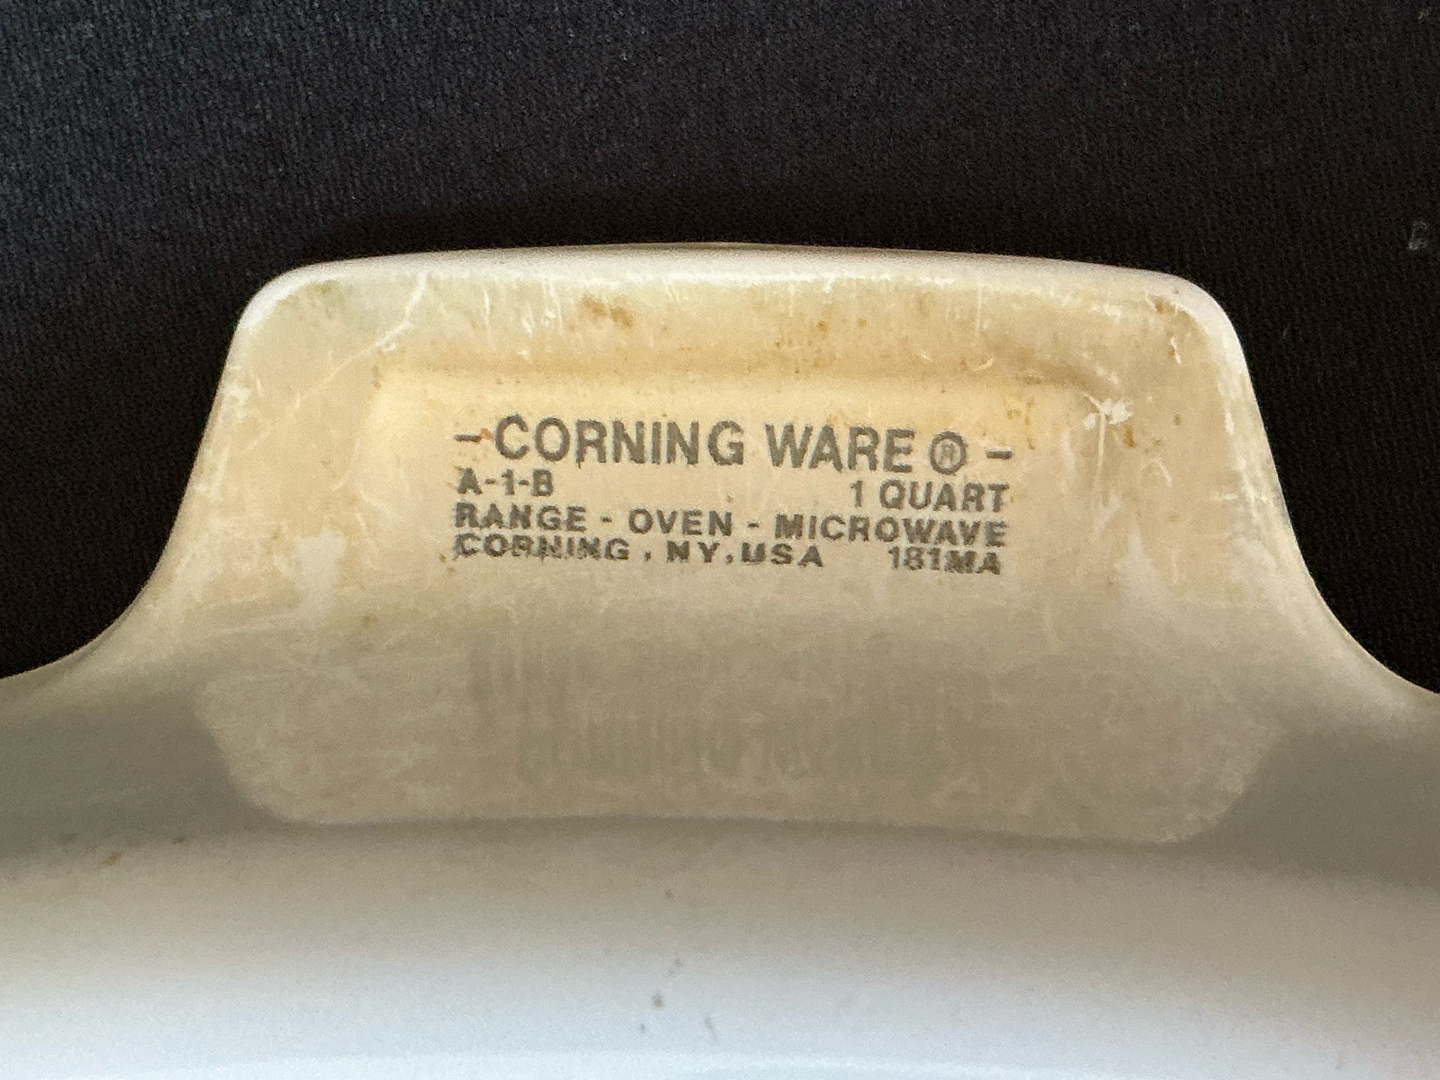 - CORNING WARE ® -
A-1-B 1 QUART
RANGE - OVEN - MICROWAVE
CORNING , NY, USA 181MA